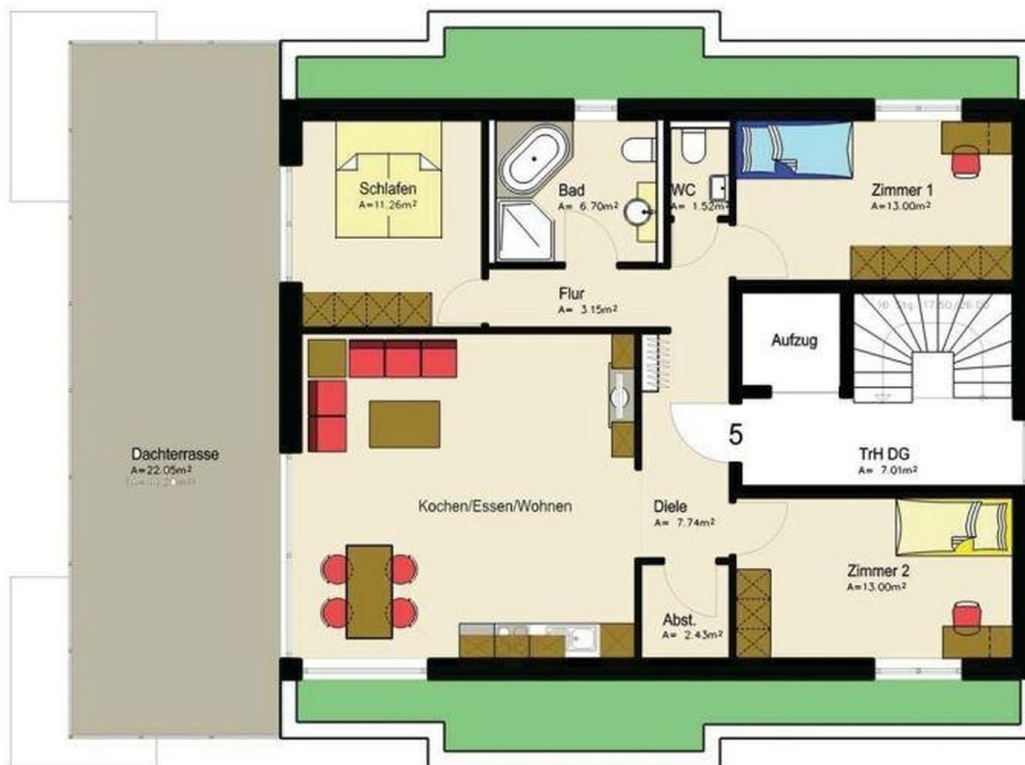 Schlafen
A=11.26m²
Bad
A= 6.70m²
WC
A= 1.52m²
Zimmer 1
A=13.00m²
Flur
A= 3.15m²
Aufzug
Dachterrasse
A=22.05m²
Kochen/Essen/Wohnen
5
TrH DG
A= 7.01m²
Diele
A= 7.74m²
Zimmer 2
A=13.00m²
Abst.
A= 2.43m²